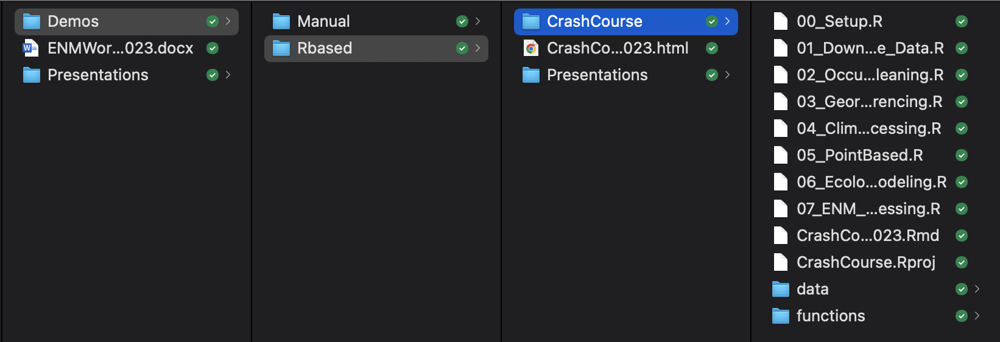 Demos
ENMWor...023.docx
Presentations
Manual
Rbased
CrashCourse
CrashCo...023.html
Presentations
00_Setup.R
01_Down...e_Data.R
02_Occu...leaning.R
03_Geor...rencing.R
04_Clim...cessing.R
05_PointBased.R
06_Ecolo...odeling.R
07_ENM_...essing.R
CrashCo...023.Rmd
CrashCourse.Rproj
data
functions